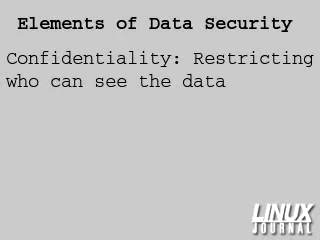 Elements of Data Security
Confidentiality: Restricting
who can see the data
LINUX
JOURNAL